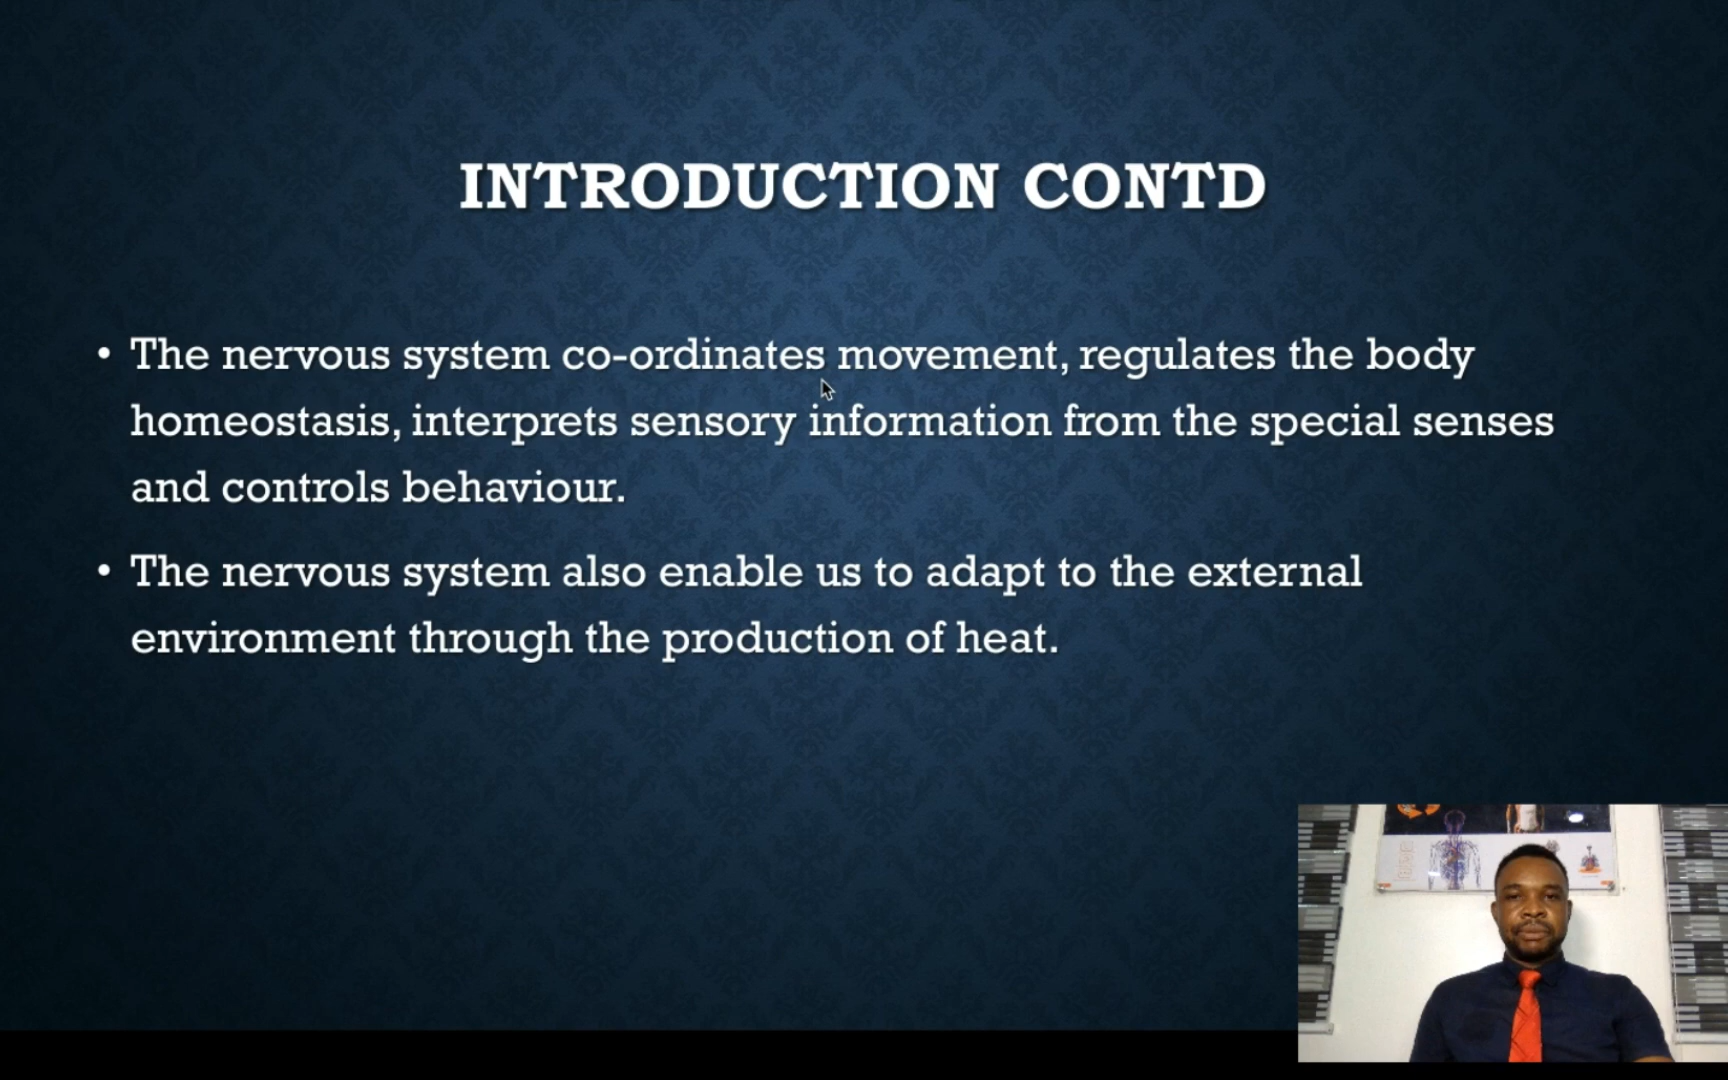 INTRODUCTION CONTD
• The nervous system co-ordinates movement, regulates the body
homeostasis, interprets sensory information from the special senses
and controls behaviour.
• The nervous system also enable us to adapt to the external
environment through the production of heat.